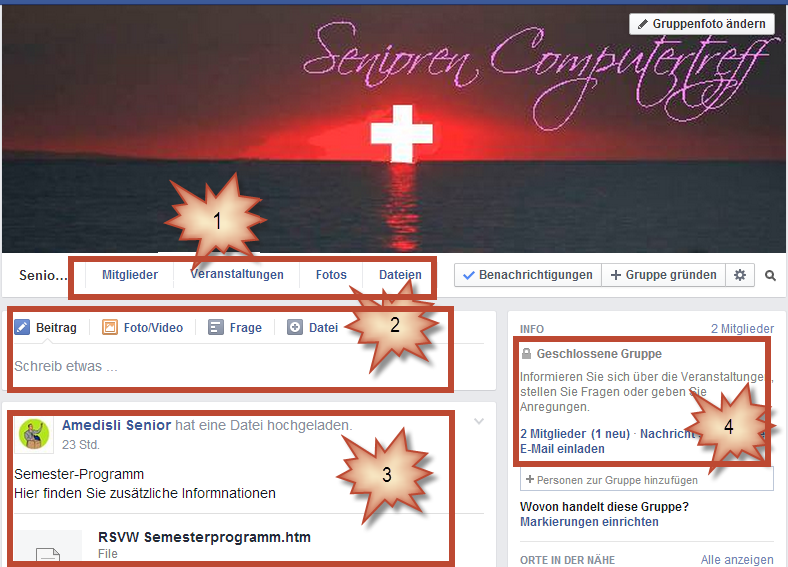 Gruppenfoto ändern
Senioren Computertreff
1
Senio... Mitglieder Veranstaltungen Fotos Dateien Benachrichtigungen Gruppe gründen
Beitrag Foto/Video Frage Datei
2
Schreib etwas ...
Amedisli Senior hat eine Datei hochgeladen.
23 Std.
3
Semester-Programm
Hier finden Sie zusätzliche Informnationen
RSVW Semesterprogramm.htm
File
INFO 2 Mitglieder
Geschlossene Gruppe
Informieren Sie sich über die Veranstaltungen,
stellen Sie Fragen oder geben Sie
Anregungen.
4
2 Mitglieder (1 neu) · Nachricht
E-Mail einladen
Personen zur Gruppe hinzufügen
Wovon handelt diese Gruppe?
Markierungen einrichten
ORTE IN DER NÄHE Alle anzeigen